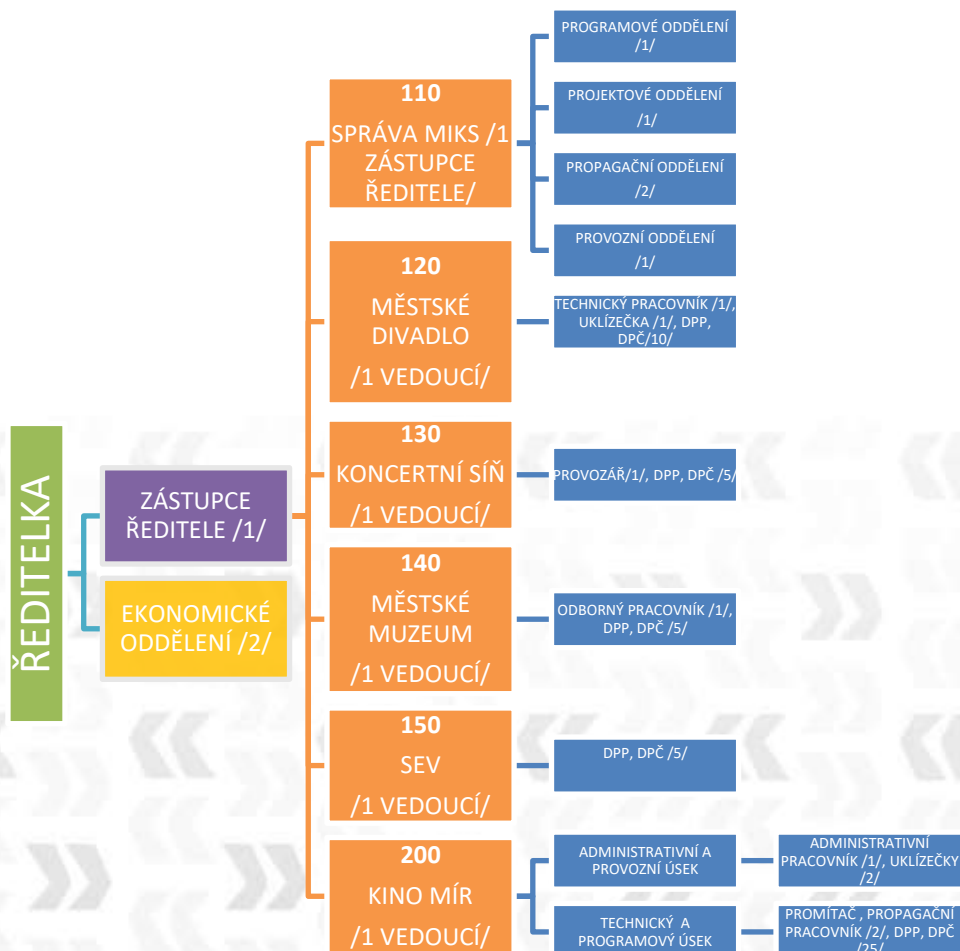 ŘEDITELKA
ZÁSTUPCE
ŘEDITELE /1/
EKONOMICKÉ
ODDĚLENÍ /2/
110
SPRÁVA MIKS /1
ZÁSTUPCE
ŘEDITELE/
PROGRAMOVÉ ODDĚLENÍ
/1/
PROJEKTOVÉ ODDĚLENÍ
/1/
PROPAGAČNÍ ODDĚLENÍ
/2/
PROVOZNÍ ODDĚLENÍ
/1/
120
MĚSTSKÉ
DIVADLO
/1 VEDOUCÍ/
TECHNICKÝ PRACOVNÍK /1/,
UKLÍZEČKA /1/, DPP,
DPČ/10/
130
KONCERTNÍ SÍŇ
/1 VEDOUCÍ/
PROVOZÁŘ/1/, DPP, DPČ /5/
140
MĚSTSKÉ
MUZEUM
/1 VEDOUCÍ/
ODBORNÝ PRACOVNÍK /1/,
DPP, DPČ /5/
150
SEV
/1 VEDOUCÍ/
DPP, DPČ /5/
200
KINO MÍR
/1 VEDOUCÍ/
ADMINISTRATIVNÍ A
PROVOZNÍ ÚSEK
ADMINISTRATIVNÍ
PRACOVNÍK /1/, UKLÍZEČKY
/2/
TECHNICKÝ A
PROGRAMOVÝ ÚSEK
PROMÍTAČ , PROPAGAČNÍ
PRACOVNÍK /2/, DPP, DPČ
/25/